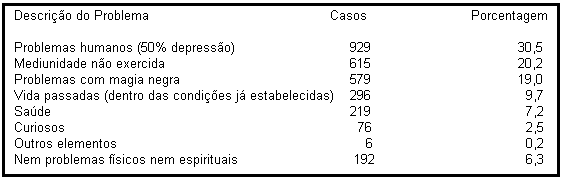 Descrição do Problema Casos Porcentagem
Problemas humanos (50% depressão) 929 30,5
Mediunidade não exercida 615 20,2
Problemas com magia negra 579 19,0
Vida passadas (dentro das condições já estabelecidas) 296 9,7
Saúde 219 7,2
Curiosos 76 2,5
Outros elementos 6 0,2
Nem problemas físicos nem espirituais 192 6,3